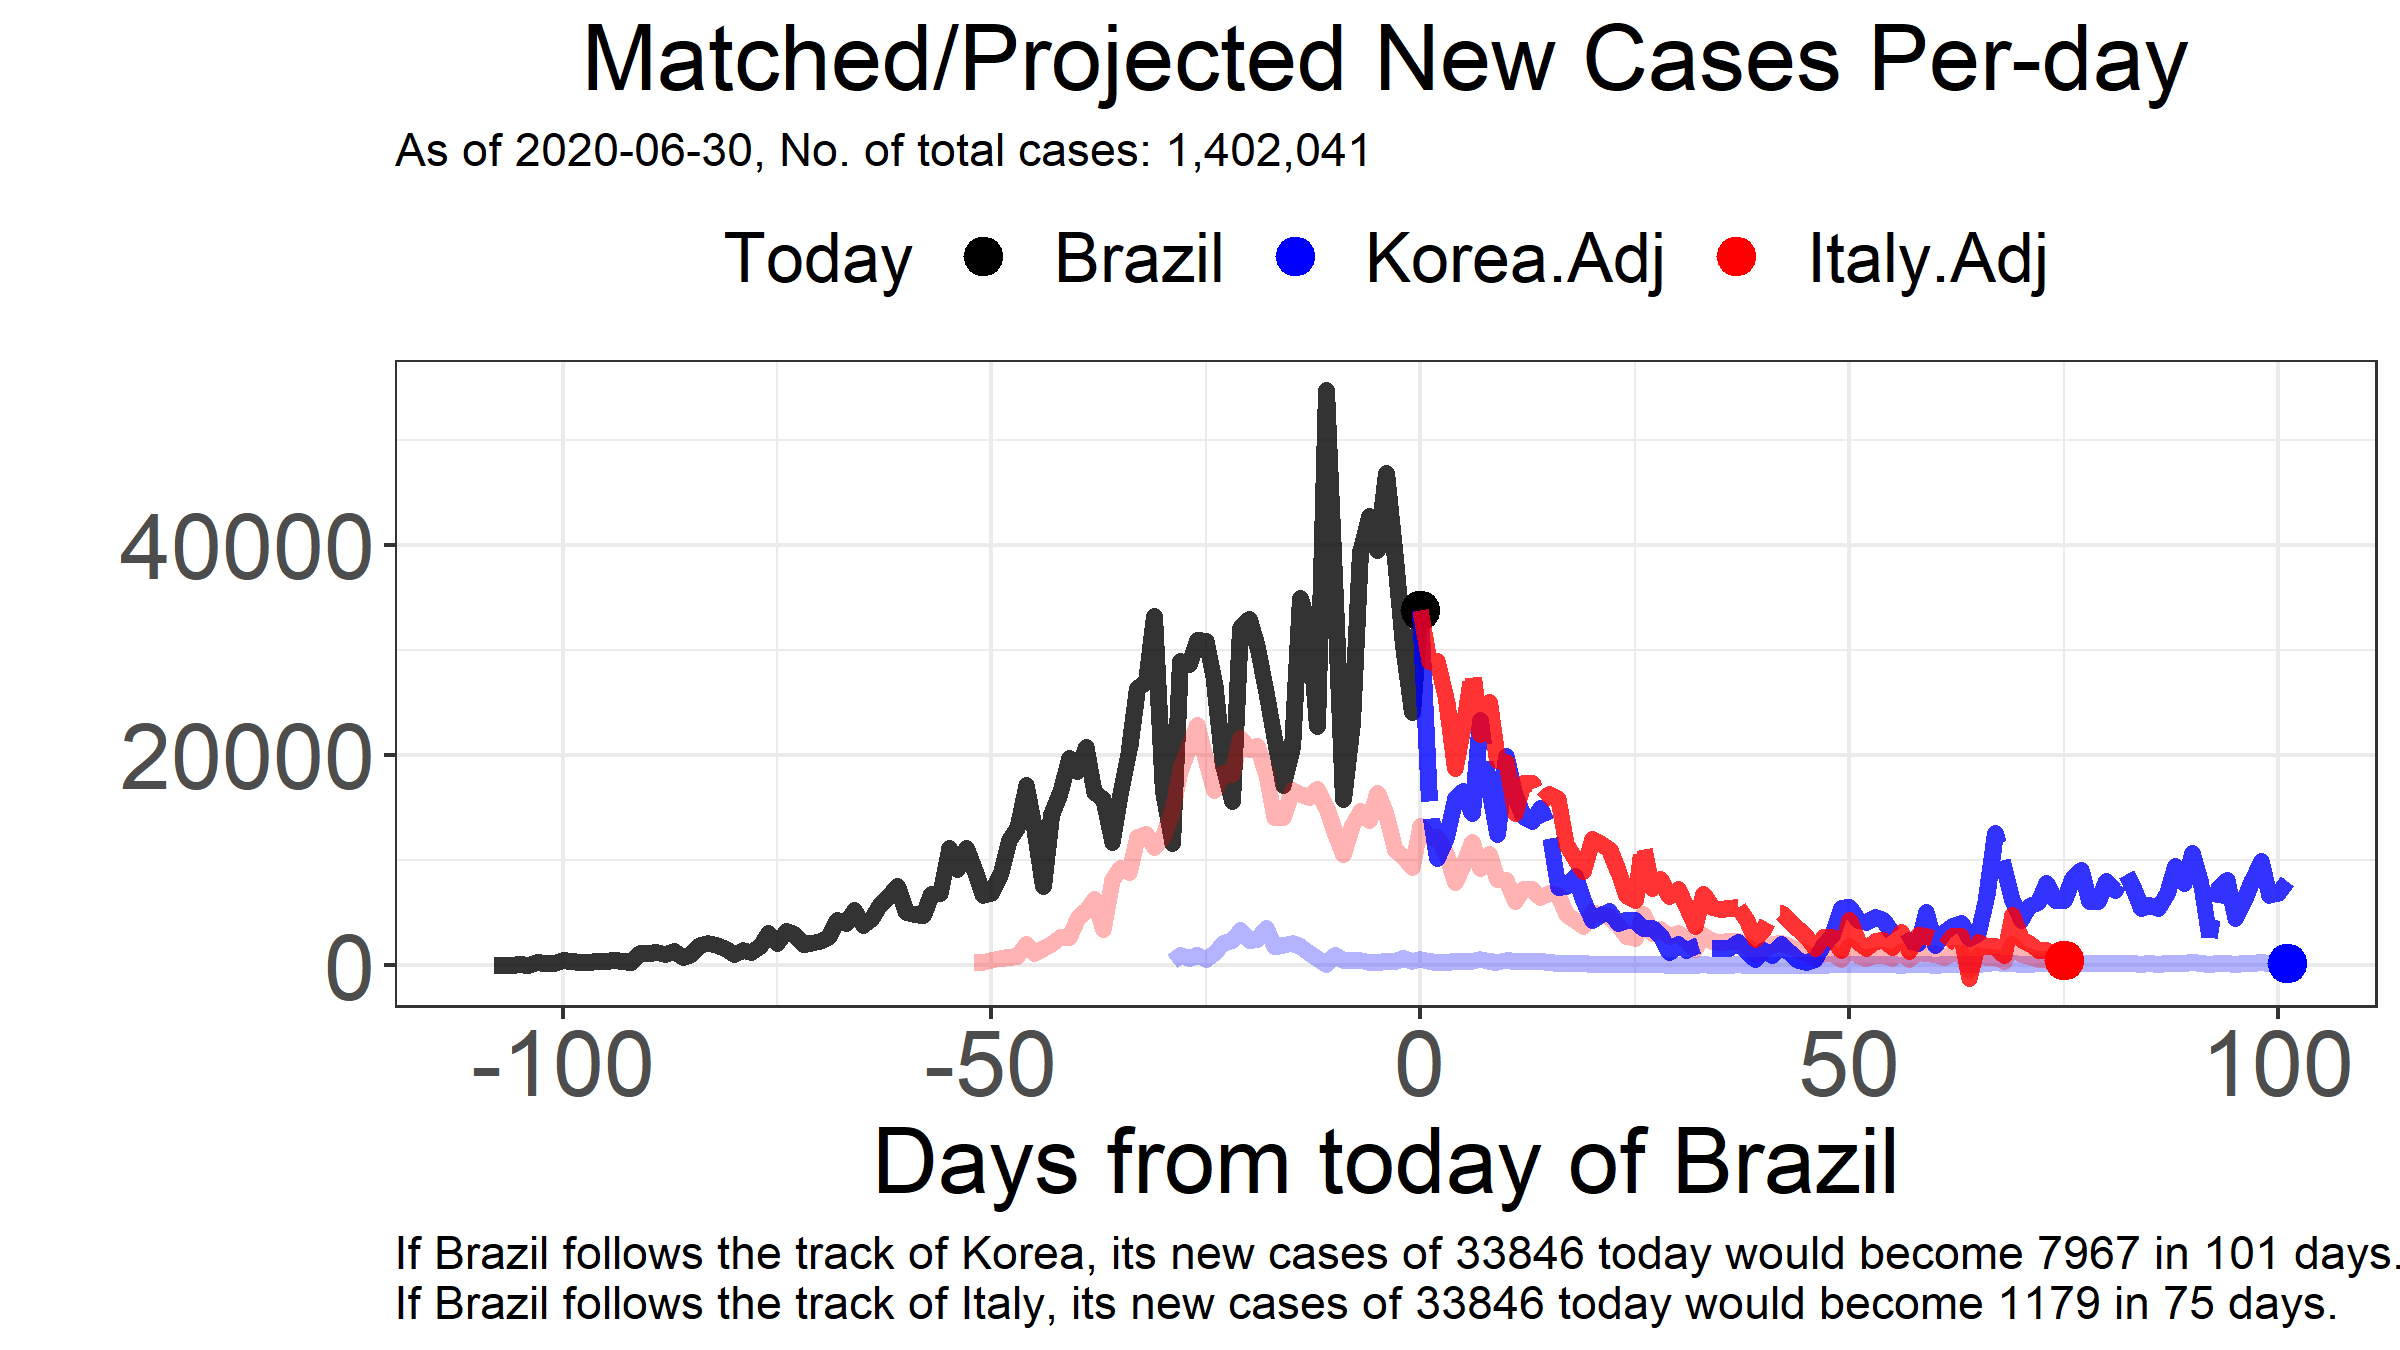 Matched/Projected New Cases Per-day
As of 2020-06-30, No. of total cases: 1,402,041
Today Brazil Korea.Adj Italy.Adj
40000
20000
0
-100 -50 0 50 100
Days from today of Brazil
If Brazil follows the track of Korea, its new cases of 33846 today would become 7967 in 101 days.
If Brazil follows the track of Italy, its new cases of 33846 today would become 1179 in 75 days.